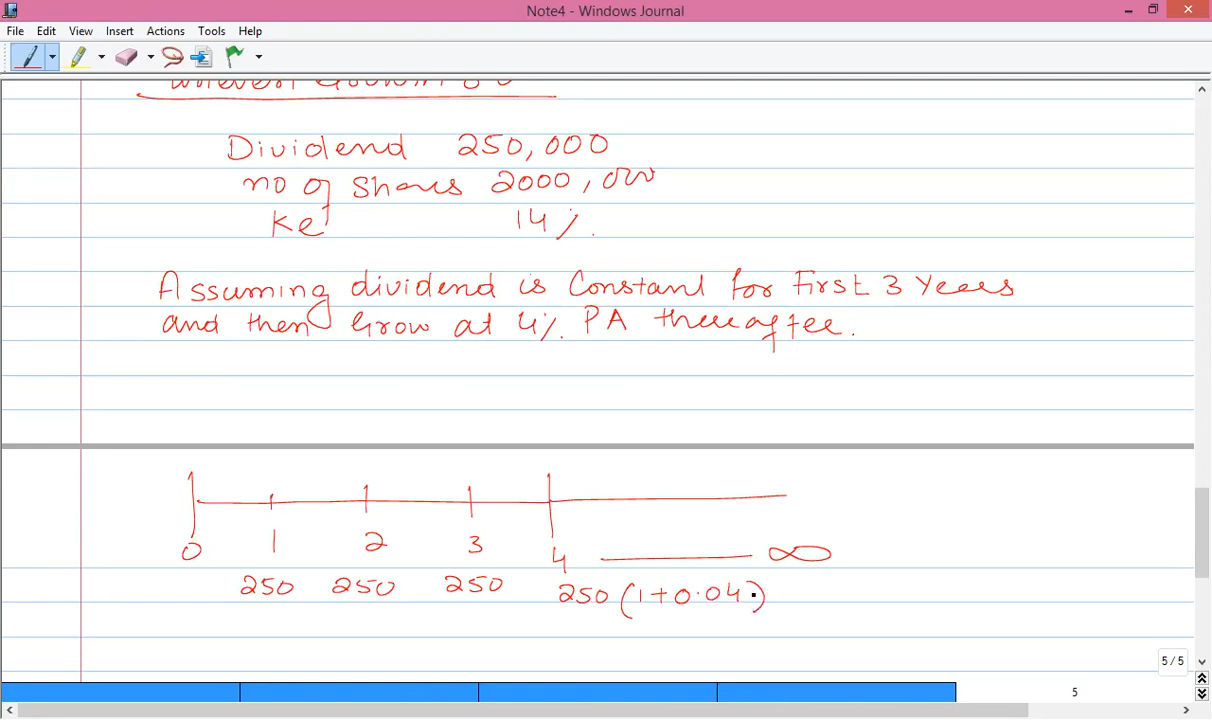 Note4 - Windows Journal
File Edit View Insert Actions Tools Help
Dividend 250,000
no of Shares 2000,000
Ke 14%.
Assuming dividend is Constant for First 3 Years
and then Grow at 4%. PA thereaftee.
0 1 2 3 4 ∞
250 250 250 250(1+0.04)
5/5
5